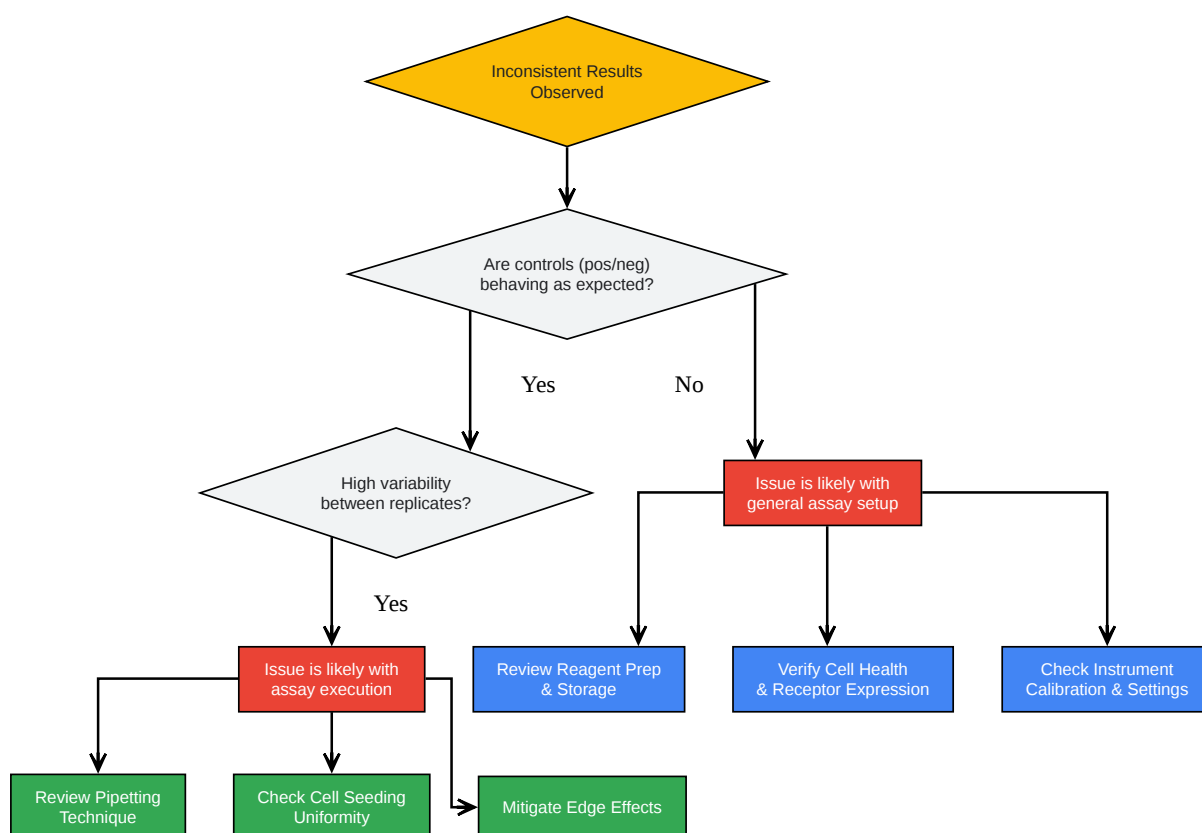 Inconsistent Results
Observed
Are controls (pos/neg)
behaving as expected?
Yes
No
High variability
between replicates?
Issue is likely with
general assay setup
Yes
Issue is likely with
assay execution
Review Reagent Prep
& Storage
Verify Cell Health
& Receptor Expression
Check Instrument
Calibration & Settings
Review Pipetting
Technique
Check Cell Seeding
Uniformity
Mitigate Edge Effects